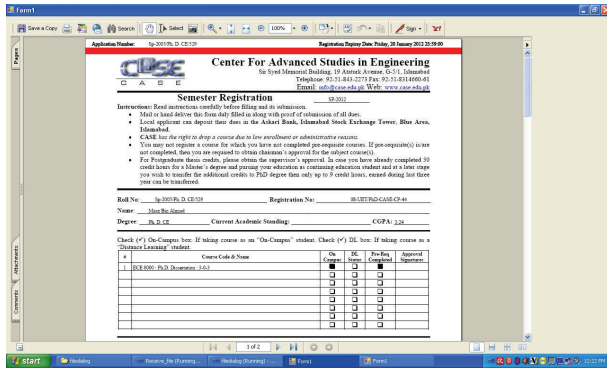 Form1
Save a Copy
Search
Select
100%
Sign
Pages
Application Number: Sp-2005/Ph. D. CE/529 Registration Expiry Date: Friday, 20 January 2012 23:59:00
CASE
C A S E
Center For Advanced Studies in Engineering
Sir Syed Memorial Building, 19 Ataturk Avenue, G-5/1, Islamabad
Telephone: 92-51-843-2273 Fax: 92-51-8314660-61
Email: info@case.edu.pk Web: www.case.edu.pk
Semester Registration SP-2012
Instructions: Read instructions carefully before filling and its submission.
• Mail or hand deliver this form duly filled in along with proof of submission of all dues.
• Local applicant can deposit their dues in the Askari Bank, Islamabad Stock Exchange Tower, Blue Area,
Islamabad.
• CASE has the right to drop a course due to low enrollment or administrative reasons.
• You may not register a course for which you have not completed pre-requisite courses. If pre-requisite(s) is/are
not completed, then you are required to obtain chairman's approval for the subject course(s).
• For Postgraduate thesis credits, please obtain the supervisor's approval. In case you have already completed 30
credit hours for a Master's degree and pursing your education as continuing education student and at a later stage
you wish to transfer the additional credits to PhD degree then only up to 9 credit hours, earned during last three
year can be transferred.
Roll No: Sp-2005/Ph. D. CE/529 Registration No: 08-UET/PhD-CASE-CP-44
Name: Maaz Bin Ahmad
Degree: Ph. D. CE Current Academic Standing: CGPA: 3.24
Check (✓) On-Campus box: If taking course as an "On-Campus" student. Check (✓) DL box: If taking course as a
"Distance Learning" student.
# Course Code & Name On Campus DL Status Pre-Req Completed Approval Signatures
1 ECE 8000 : Ph.D. Dissertation : 3-0-3
Attachments
Comments
1 of 2
start
Nedialog
Receive_file (Running...
Nedialog (Running) -...
Form1
Form1
12:22 PM